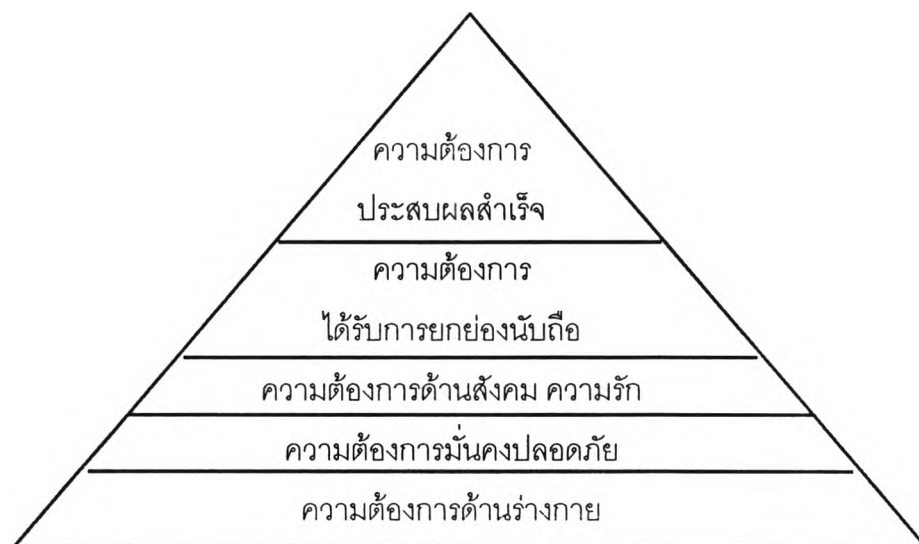 ความต้องการ
ประสบผลสำเร็จ
ความต้องการ
ได้รับการยกย่องนับถือ
ความต้องการด้านสังคม ความรัก
ความต้องการมั่นคงปลอดภัย
ความต้องการด้านร่างกาย